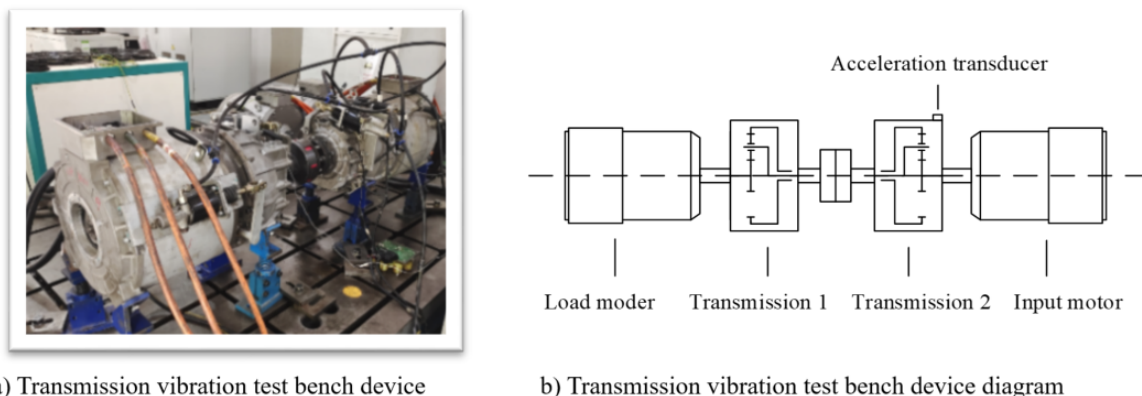 Acceleration transducer
Load moder
Transmission 1
Transmission 2
Input motor
) Transmission vibration test bench device
b) Transmission vibration test bench device diagram